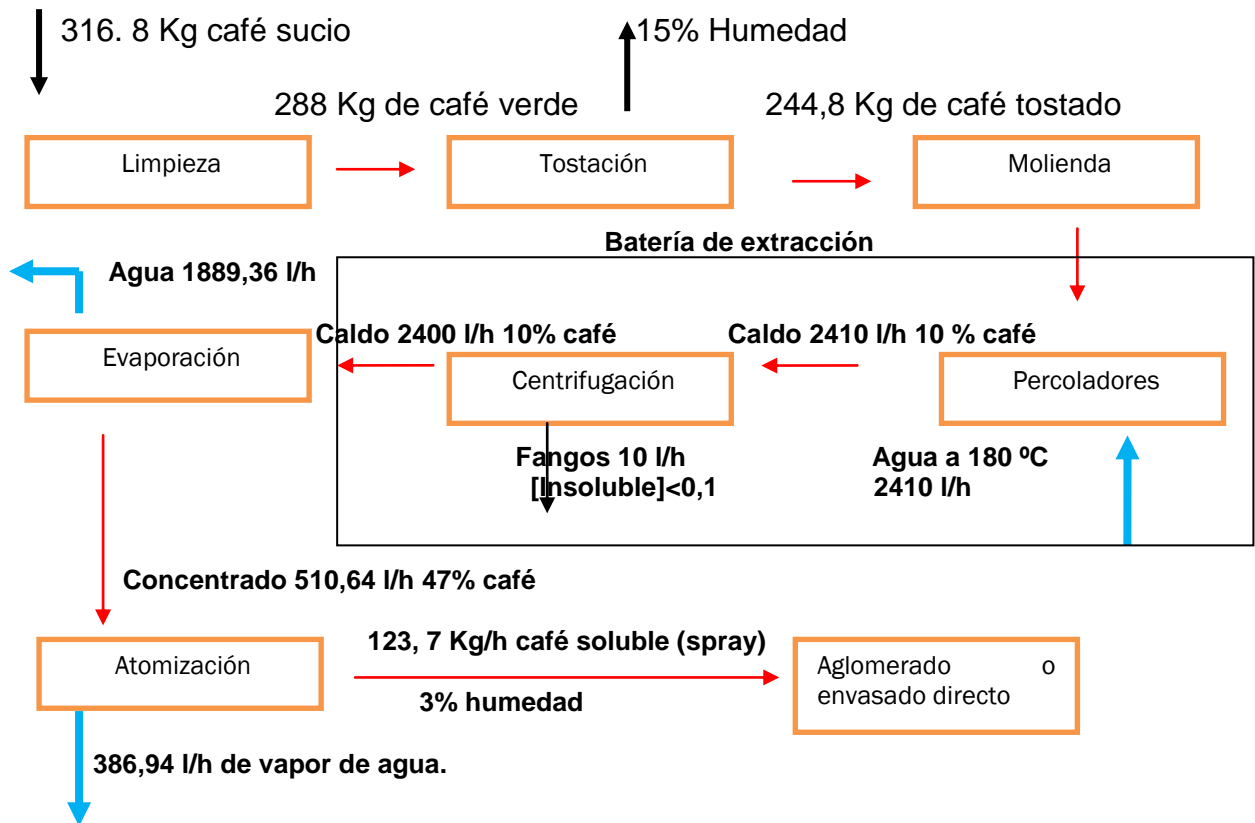 316. 8 Kg café sucio
15% Humedad
288 Kg de café verde
244,8 Kg de café tostado
Limpieza
Tostación
Molienda
Batería de extracción
Agua 1889,36 l/h
Caldo 2400 l/h 10% café
Caldo 2410 l/h 10 % café
Evaporación
Centrifugación
Percoladores
Fangos 10 l/h
[Insoluble]<0,1
Agua a 180 ºC
2410 l/h
Concentrado 510,64 l/h 47% café
Atomización
123, 7 Kg/h café soluble (spray)
3% humedad
Aglomerado o
envasado directo
386,94 l/h de vapor de agua.